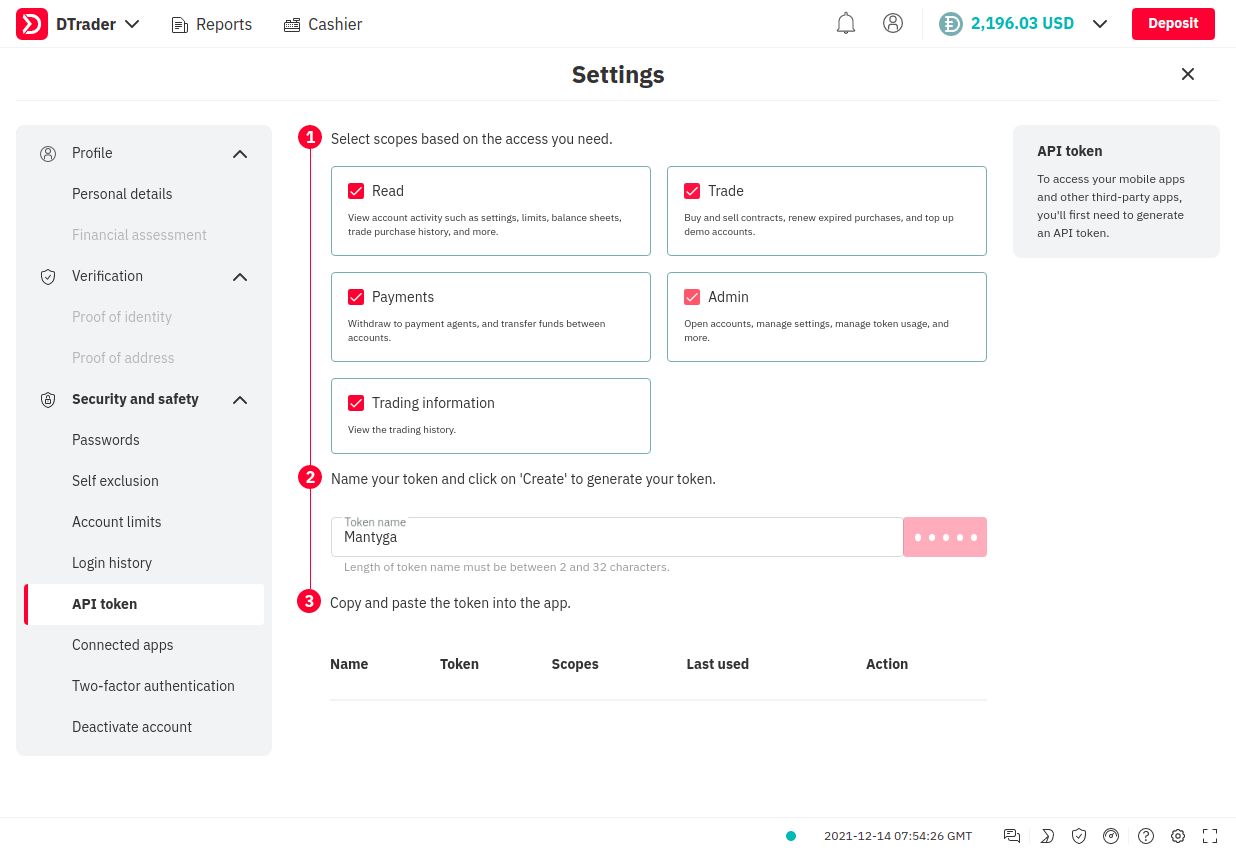 DTrader
Reports
Cashier
2,196.03 USD
Deposit
Settings
Profile
Personal details
Financial assessment
Verification
Proof of identity
Proof of address
Security and safety
Passwords
Self exclusion
Account limits
Login history
API token
Connected apps
Two-factor authentication
Deactivate account
1
Select scopes based on the access you need.
Read
View account activity such as settings, limits, balance sheets,
trade purchase history, and more.
Trade
Buy and sell contracts, renew expired purchases, and top up
demo accounts.
Payments
Withdraw to payment agents, and transfer funds between
accounts.
Admin
Open accounts, manage settings, manage token usage, and
more.
Trading information
View the trading history.
2
Name your token and click on 'Create' to generate your token.
Token name
Mantyga
Length of token name must be between 2 and 32 characters.
3
Copy and paste the token into the app.
Name Token Scopes Last used Action
API token
To access your mobile apps
and other third-party apps,
you'll first need to generate
an API token.
2021-12-14 07:54:26 GMT